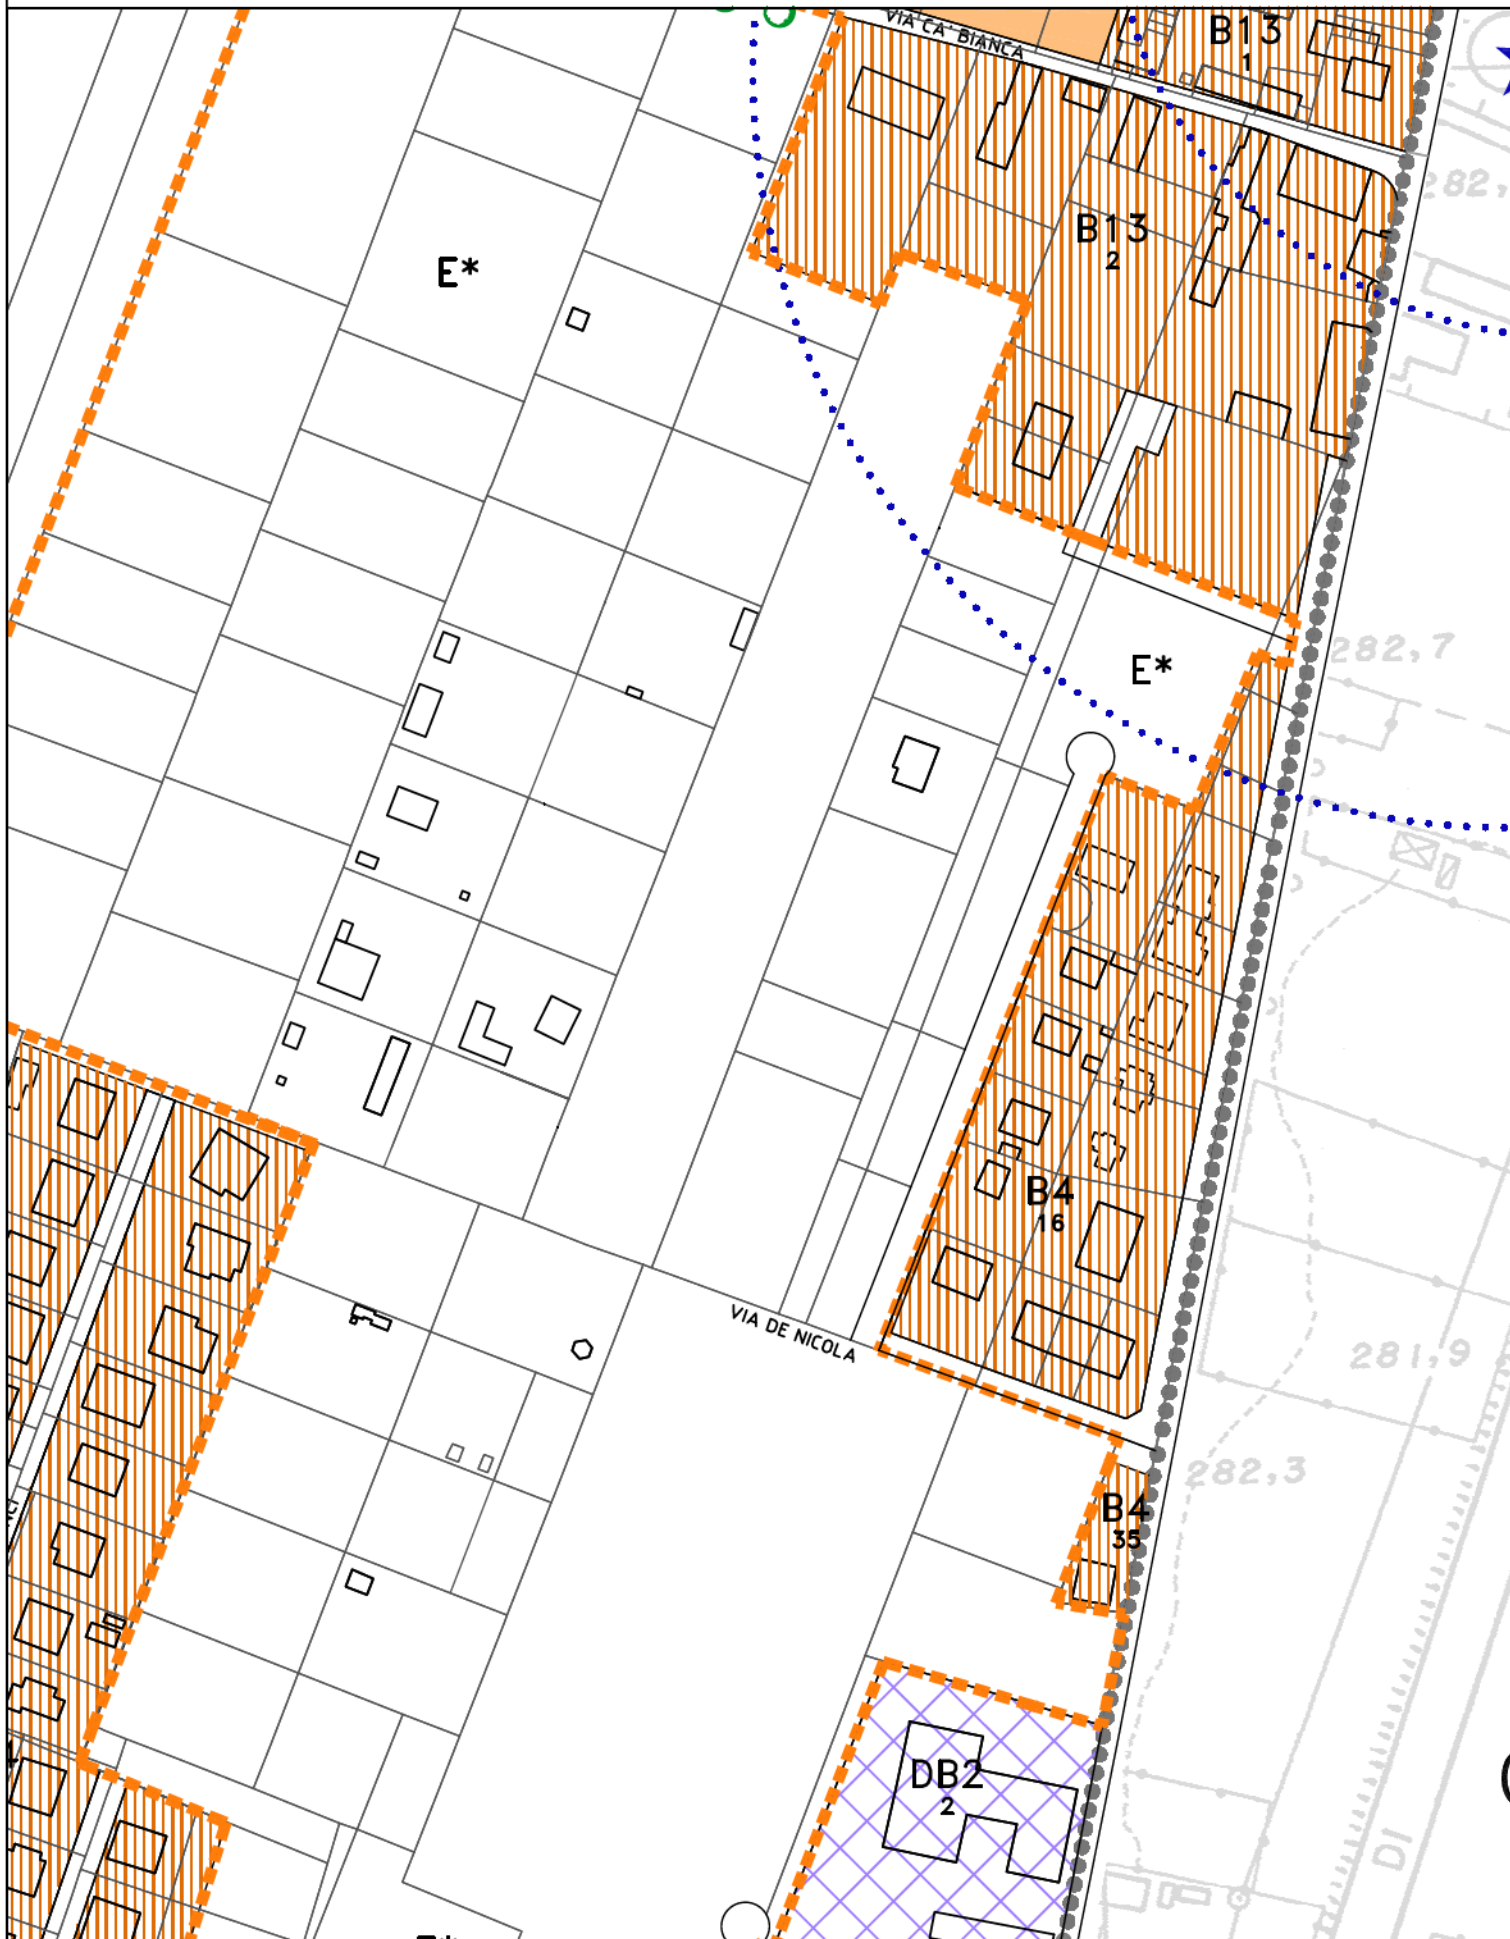 VIA CA' BIANCA
B13
1
282,
B13
2
E*
282,7
E*
B4
16
VIA DE NICOLA
281,9
282,3
B4
35
DB2
2
DI